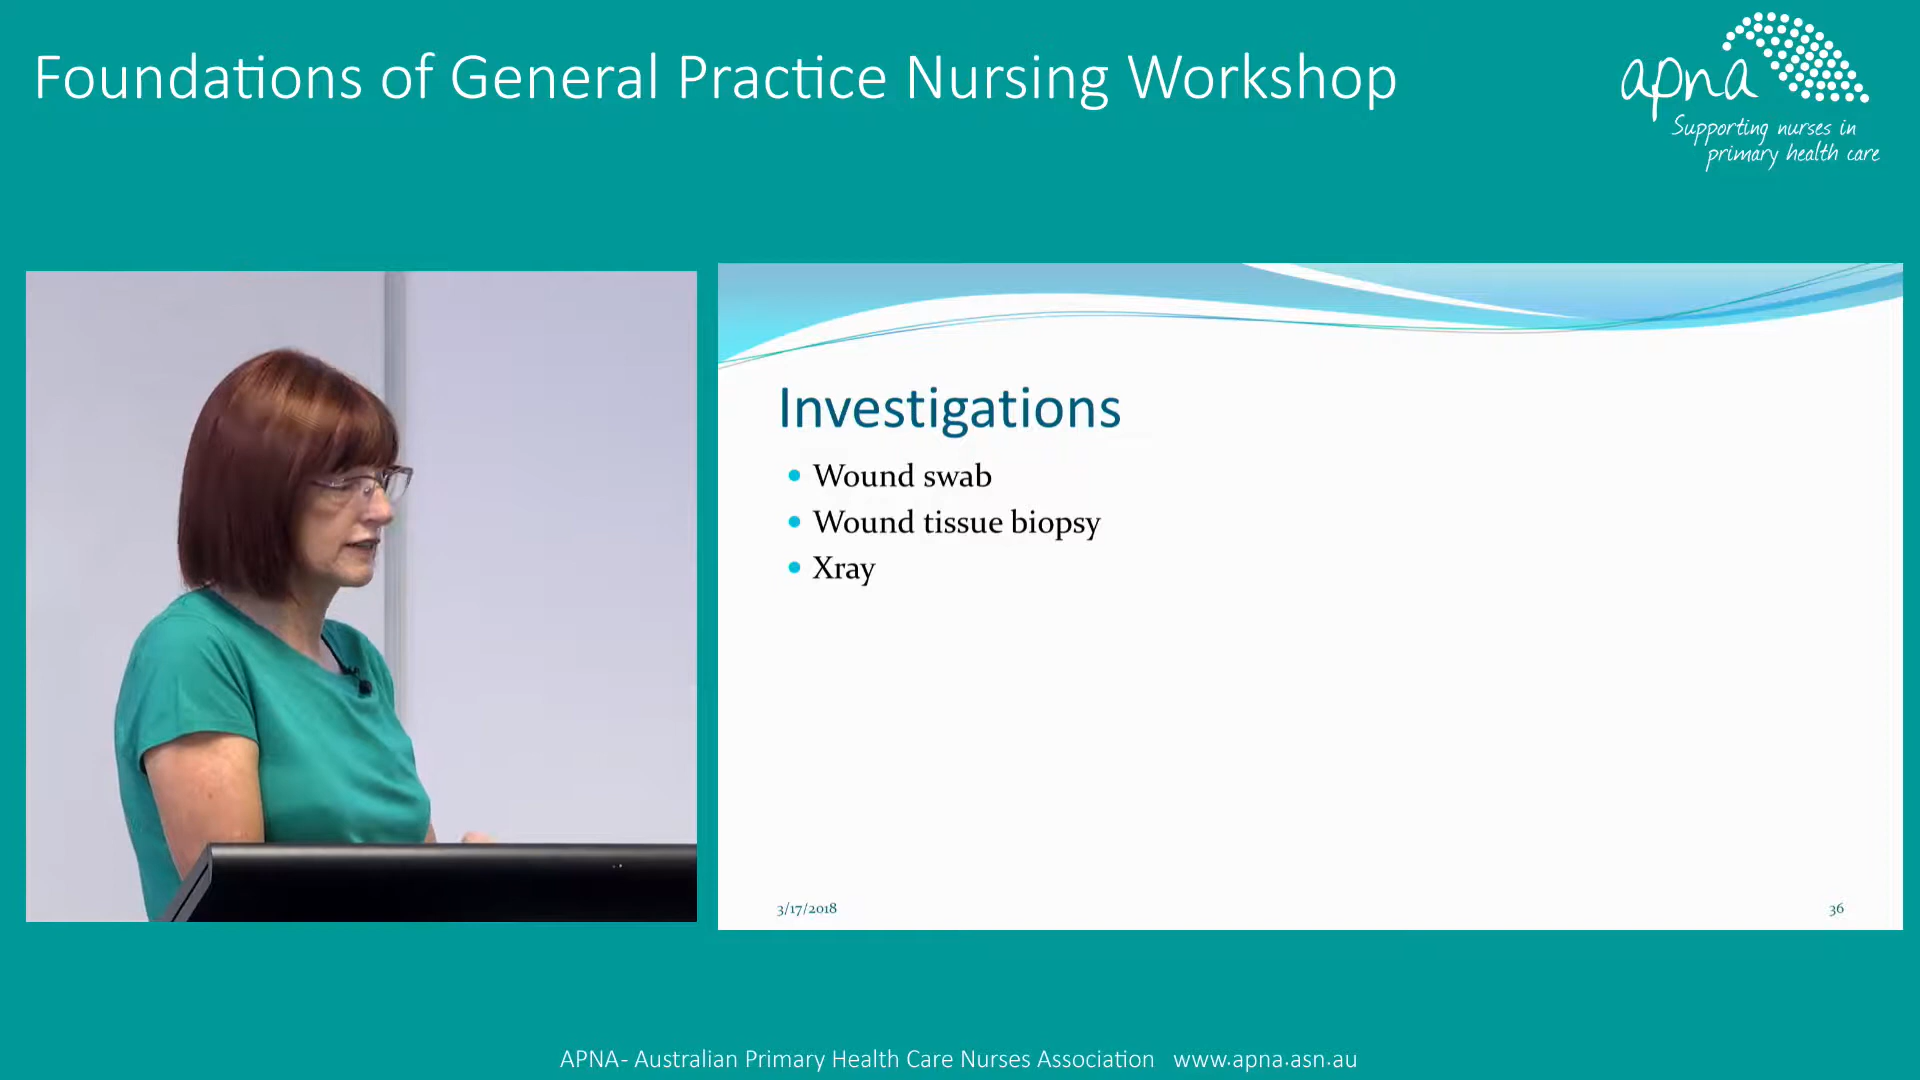 Foundations of General Practice Nursing Workshop
apna
Supporting nurses in
primary health care
Investigations
• Wound swab
• Wound tissue biopsy
• Xray
3/17/2018
36
APNA- Australian Primary Health Care Nurses Association www.apna.asn.au